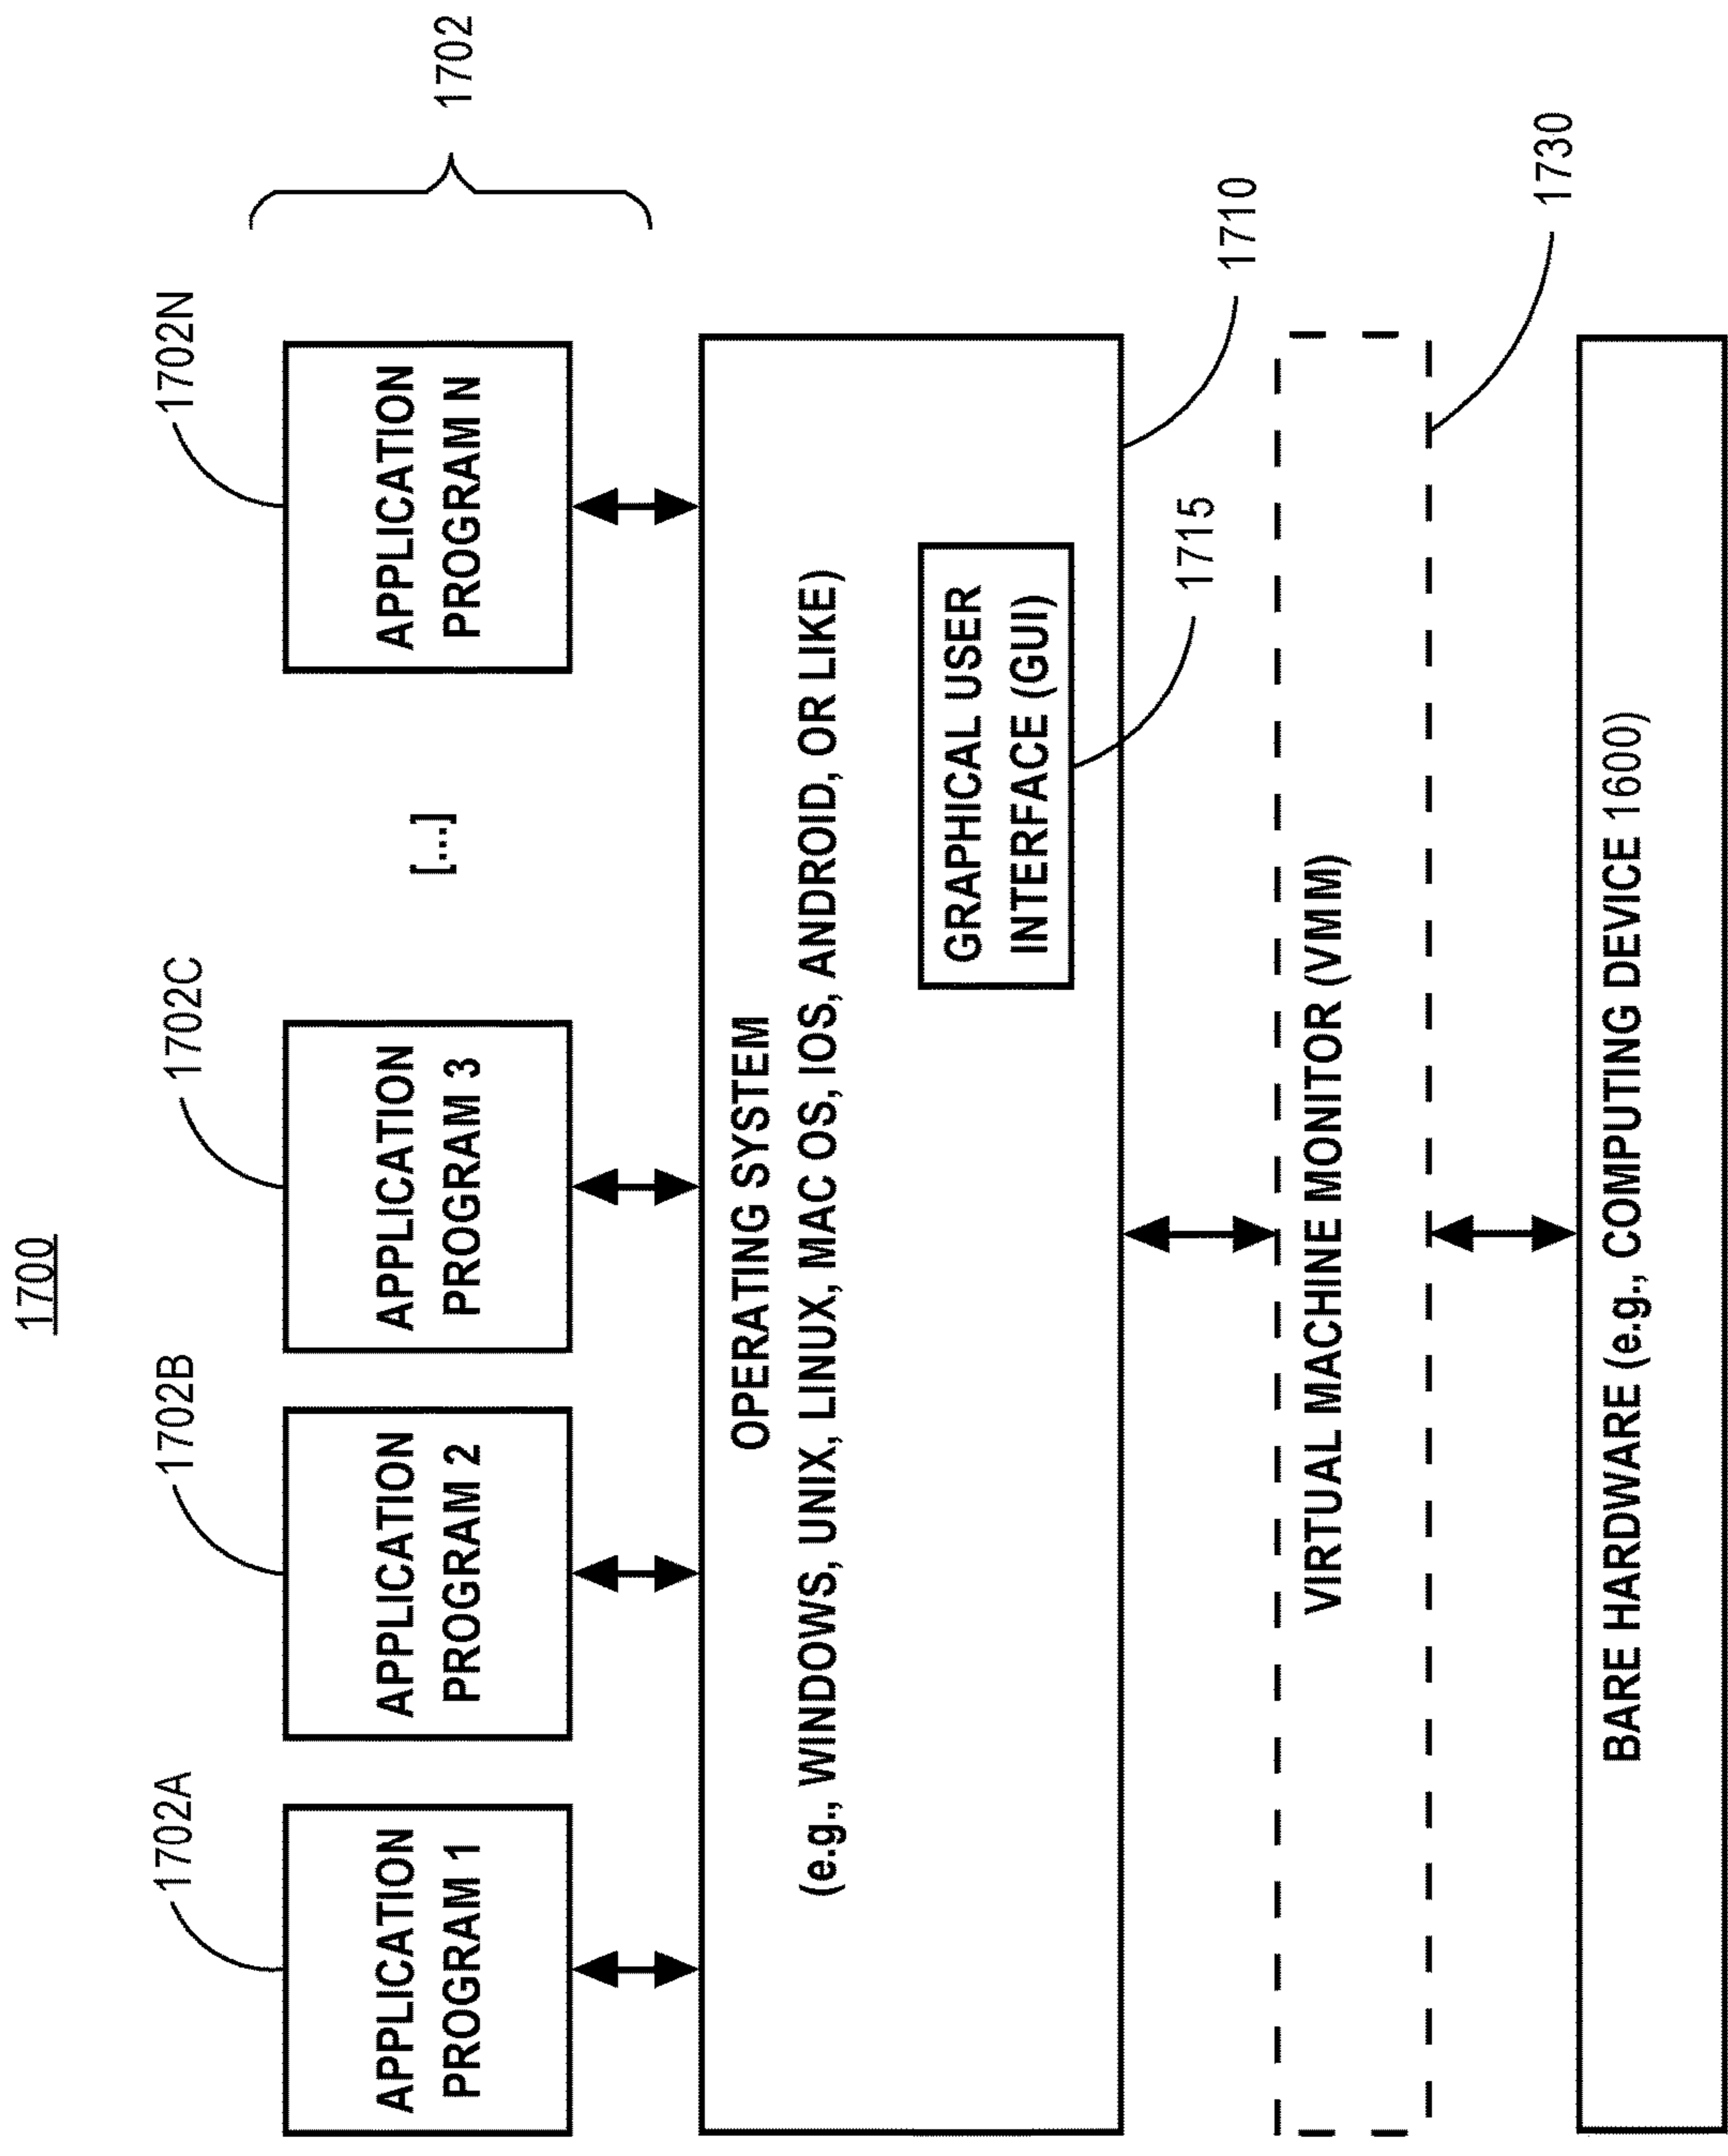 1700
1702A
1702B
1702C
1702N
1702
APPLICATION
PROGRAM 1
APPLICATION
PROGRAM 2
APPLICATION
PROGRAM 3
[...]
APPLICATION
PROGRAM N
OPERATING SYSTEM
(e.g., WINDOWS, UNIX, LINUX, MAC OS, IOS, ANDROID, OR LIKE)
GRAPHICAL USER
INTERFACE (GUI)
1710
1715
VIRTUAL MACHINE MONITOR (VMM)
1730
BARE HARDWARE (e.g., COMPUTING DEVICE 1600)